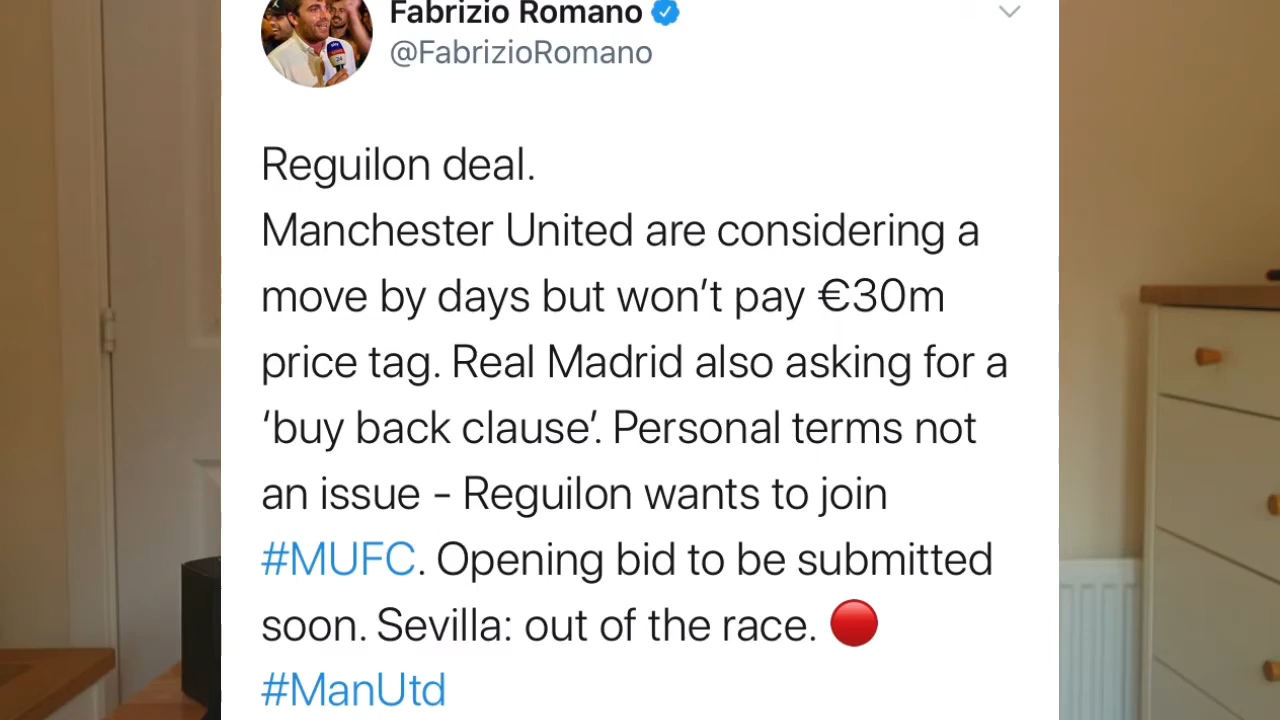 Fabrizio Romano
@FabrizioRomano
Reguilon deal.
Manchester United are considering a
move by days but won’t pay €30m
price tag. Real Madrid also asking for a
‘buy back clause’. Personal terms not
an issue - Reguilon wants to join
#MUFC. Opening bid to be submitted
soon. Sevilla: out of the race. 🔴
#ManUtd